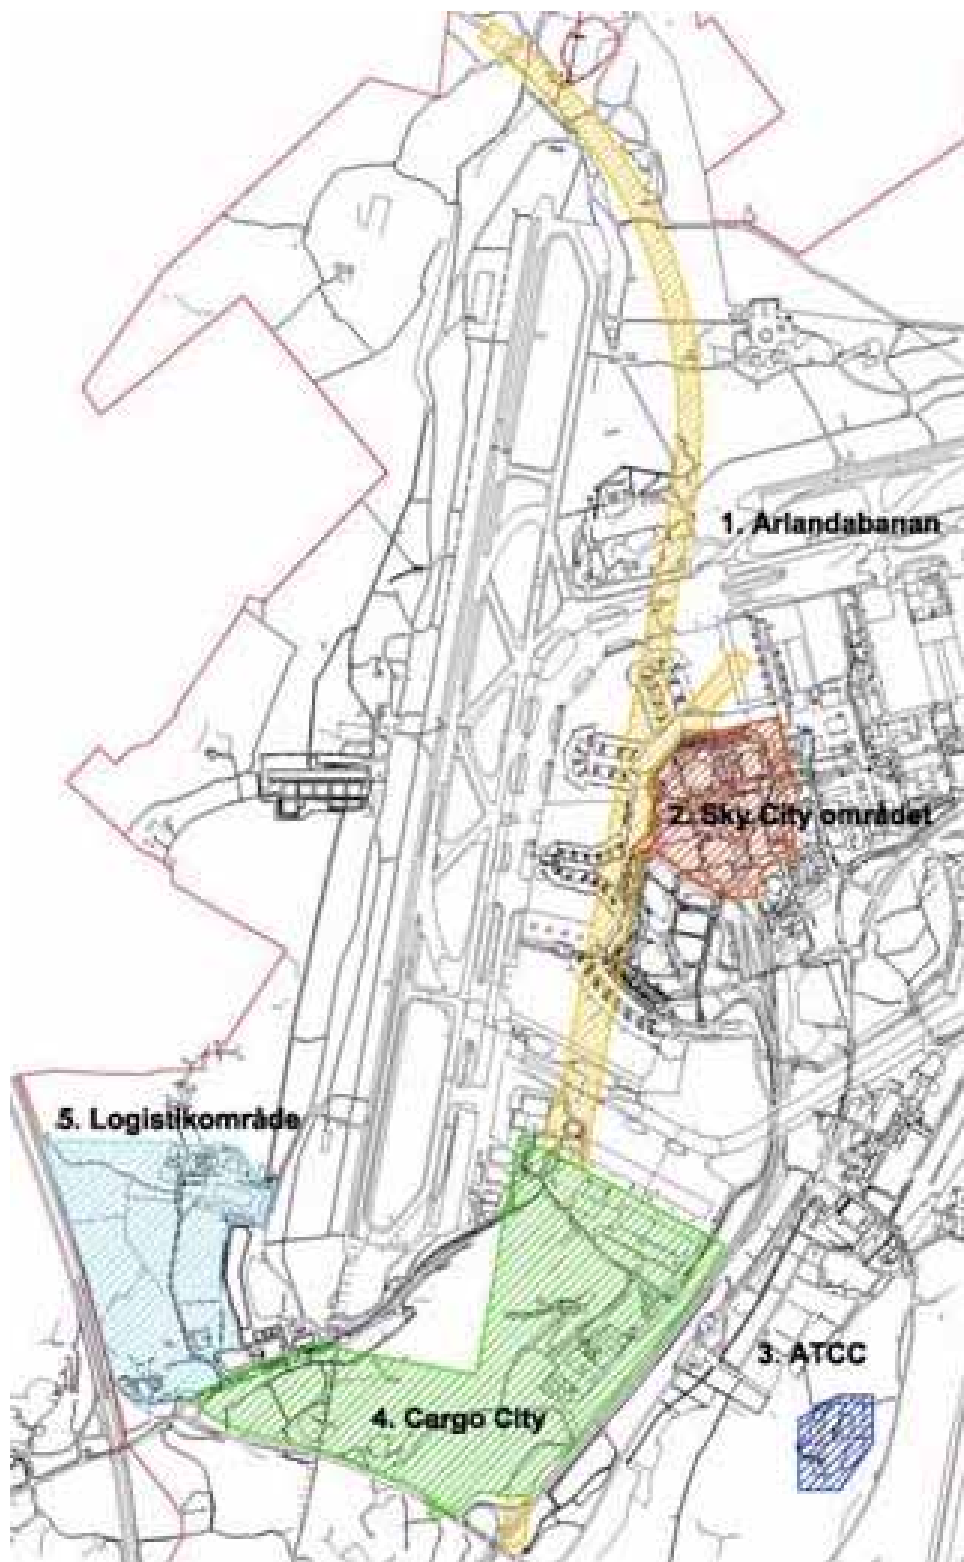 1. Arlandabanan
2. Sky City området
5. Logistikområde
3. ATCC
4. Cargo City